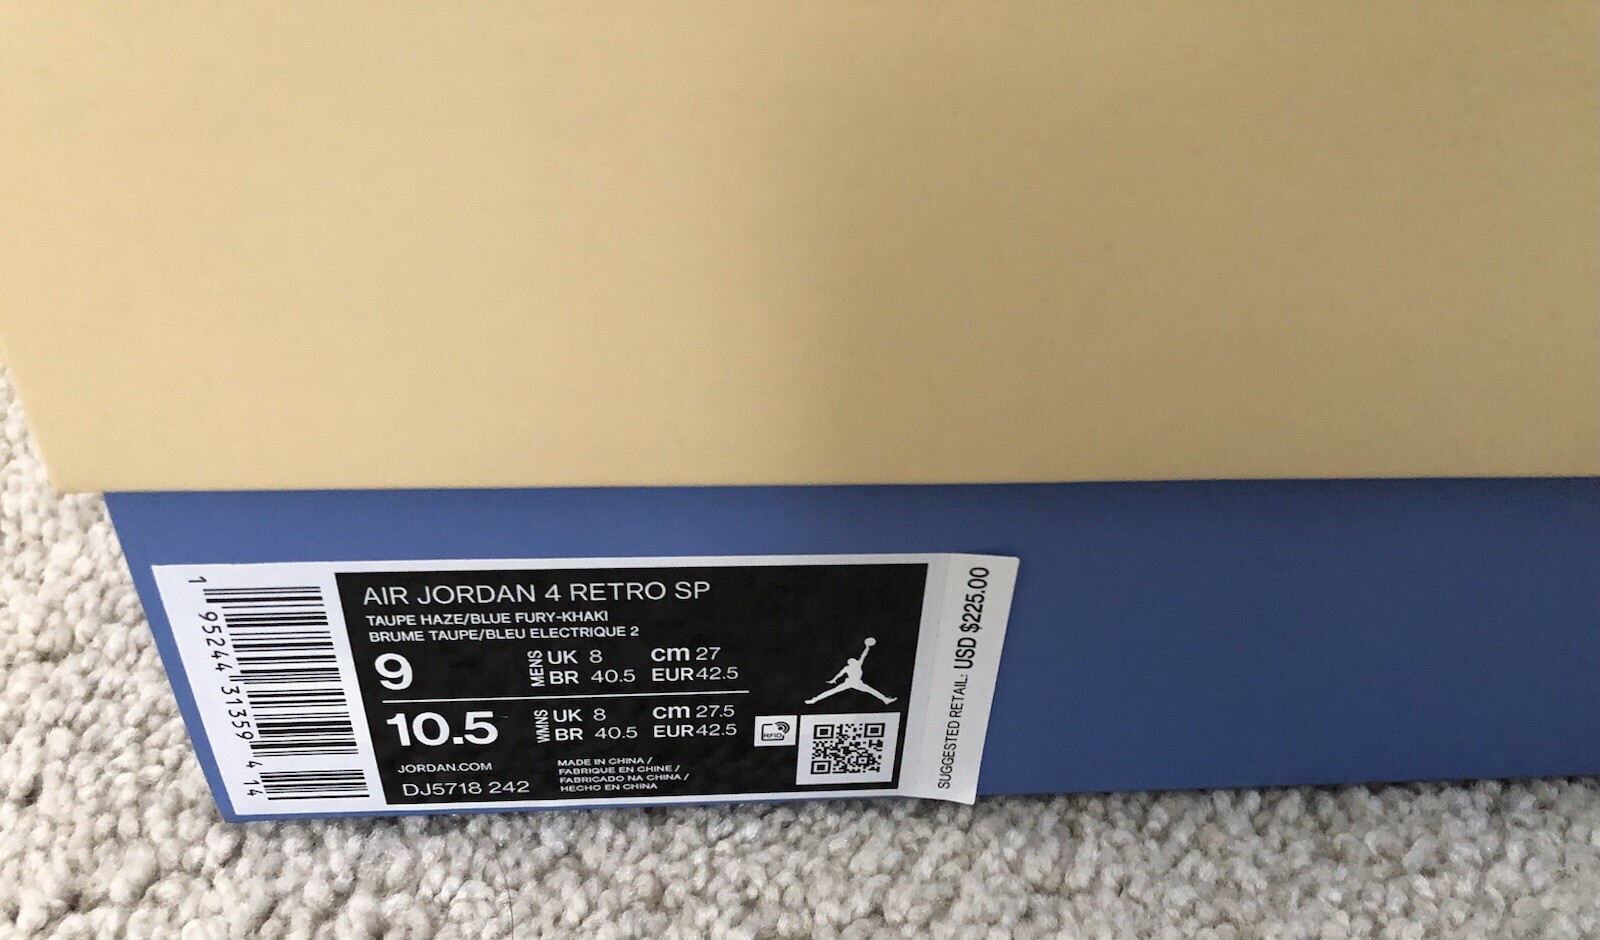 AIR JORDAN 4 RETRO SP
TAUPE HAZE/BLUE FURY-KHAKI
BRUME TAUPE/BLEU ELECTRIQUE 2
9 MENS UK 8 cm 27
BR 40.5 EUR 42.5
10.5 WMNS UK 8 cm 27.5
BR 40.5 EUR 42.5
RFID
JORDAN.COM
DJ5718 242
MADE IN CHINA /
FABRIQUE EN CHINE /
FABRICADO NA CHINA /
HECHO EN CHINA
1 95244 31359 4 14
SUGGESTED RETAIL: USD $225.00